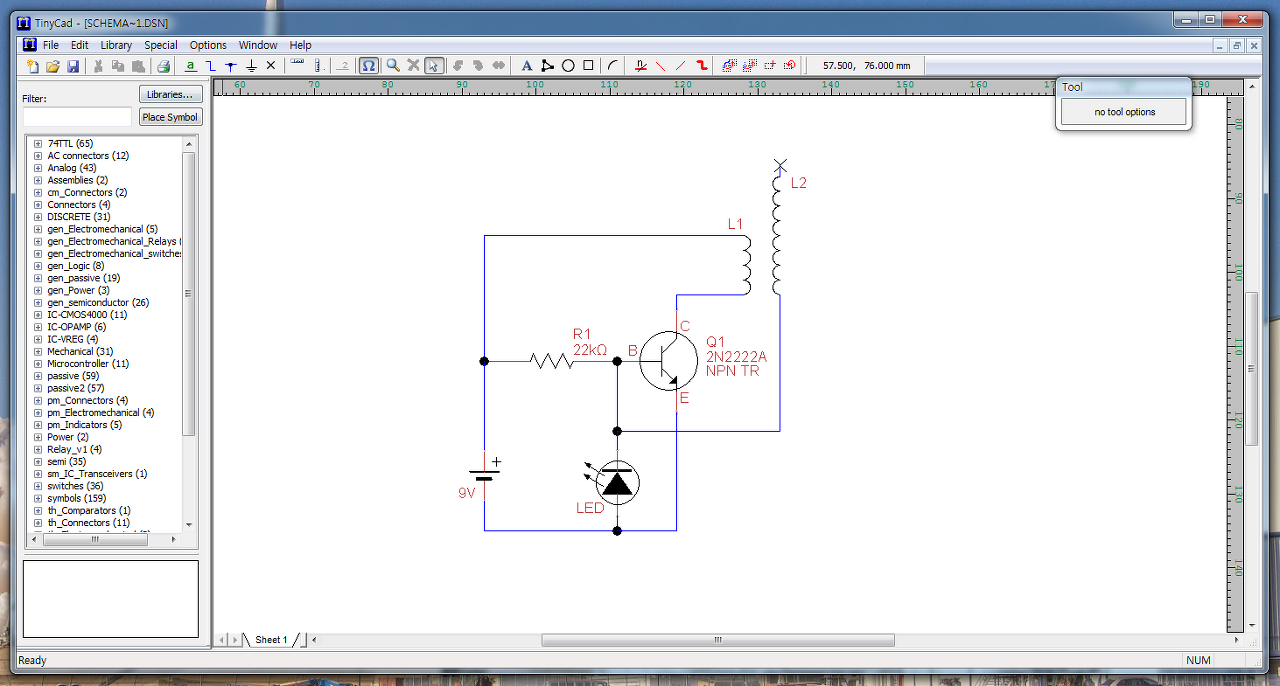 TinyCad - [SCHEMA~1.DSN]
File Edit Library Special Options Window Help
57.500, 76.000 mm
Filter:
Libraries...
Place Symbol
74TTL (65)
AC connectors (12)
Analog (43)
Assemblies (2)
cm_Connectors (2)
Connectors (4)
DISCRETE (31)
gen_Electromechanical (5)
gen_Electromechanical_Relays (
gen_Electromechanical_switche
gen_Logic (8)
gen_passive (19)
gen_Power (3)
gen_semiconductor (26)
IC-CMOS4000 (11)
IC-OPAMP (6)
IC-VREG (4)
Mechanical (31)
Microcontroller (11)
passive (59)
passive2 (57)
pm_Connectors (4)
pm_Electromechanical (4)
pm_Indicators (5)
Power (2)
Relay_v1 (4)
semi (35)
sm_IC_Transceivers (1)
switches (36)
symbols (159)
th_Comparators (1)
th_Connectors (11)
60 70 80 90 100 110 120 130 140 150 160 190
Tool
no tool options
80
90
100
110
120
130
140
L2
L1
R1
22kΩ
B
C
E
Q1
2N2222A
NPN TR
+
9V
LED
Sheet 1
Ready
NUM